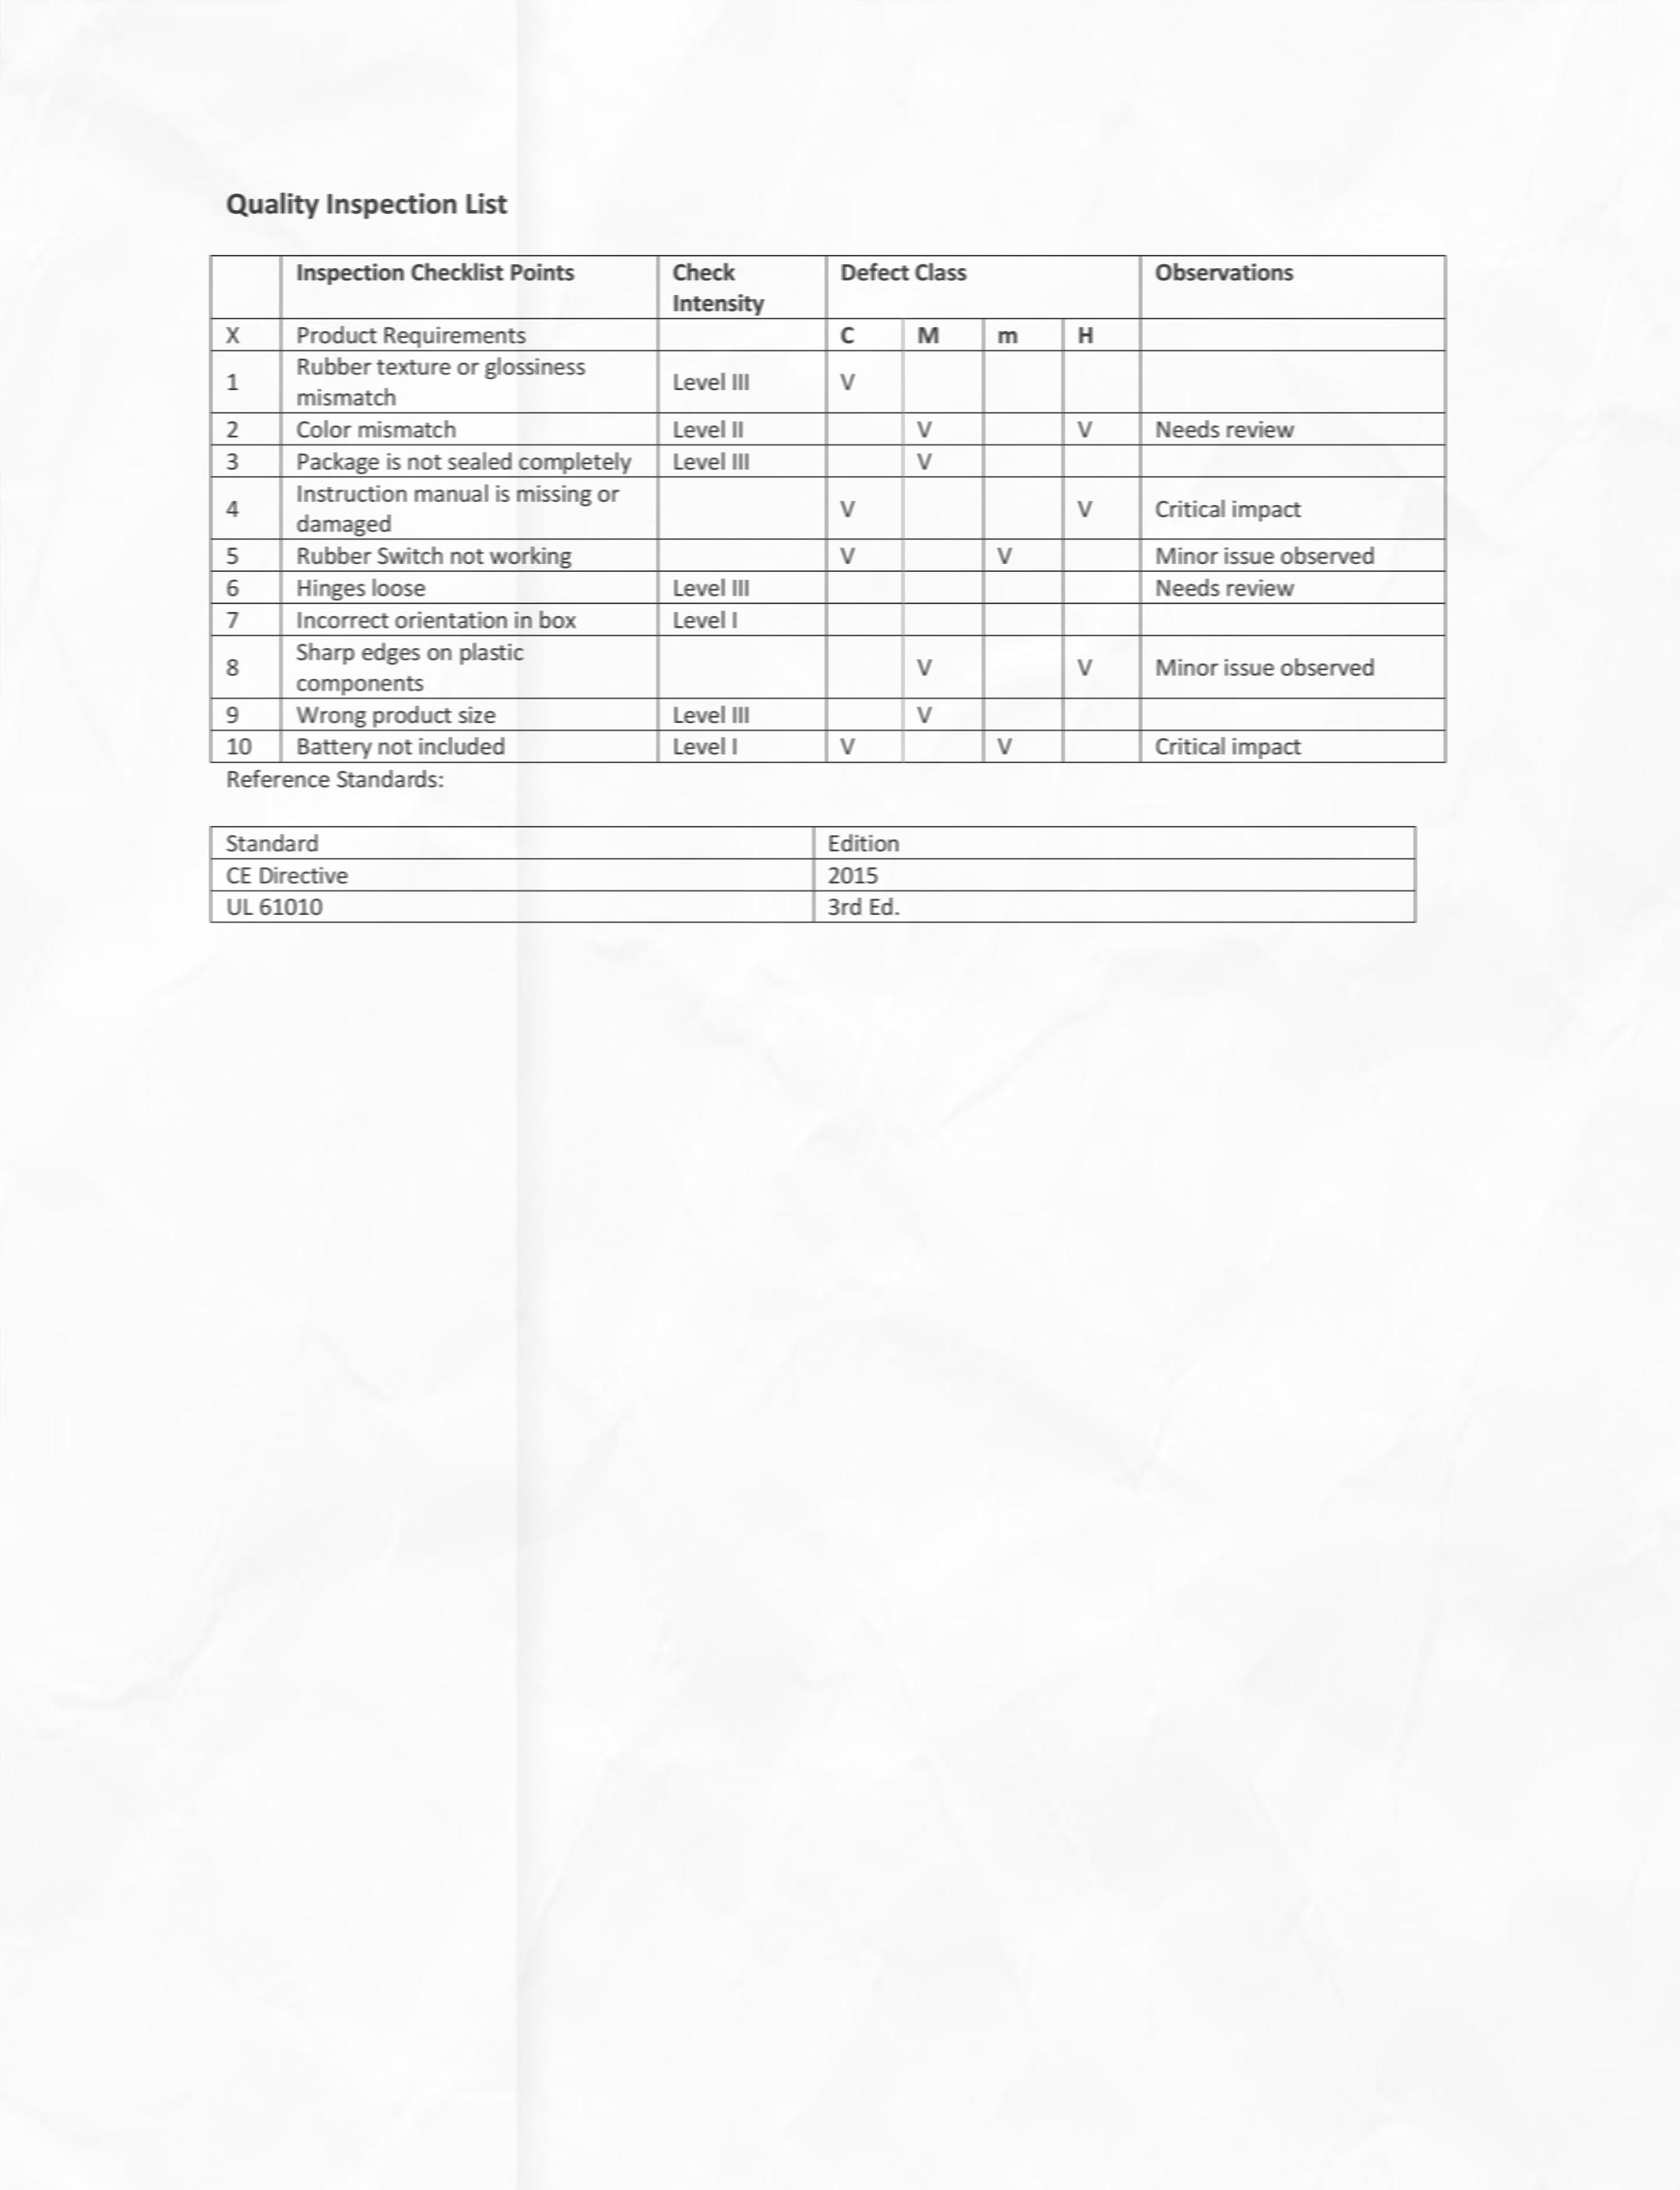 Quality Inspection List
Inspection Checklist Points Check Intensity Defect Class Observations
X Product Requirements C M m H
1 Rubber texture or glossiness mismatch Level III V
2 Color mismatch Level II V V Needs review
3 Package is not sealed completely Level III V
4 Instruction manual is missing or damaged V V Critical impact
5 Rubber Switch not working V V Minor issue observed
6 Hinges loose Level III Needs review
7 Incorrect orientation in box Level I
8 Sharp edges on plastic components V V Minor issue observed
9 Wrong product size Level III V
10 Battery not included Level I V V Critical impact
Reference Standards:
Standard Edition
CE Directive 2015
UL 61010 3rd Ed.